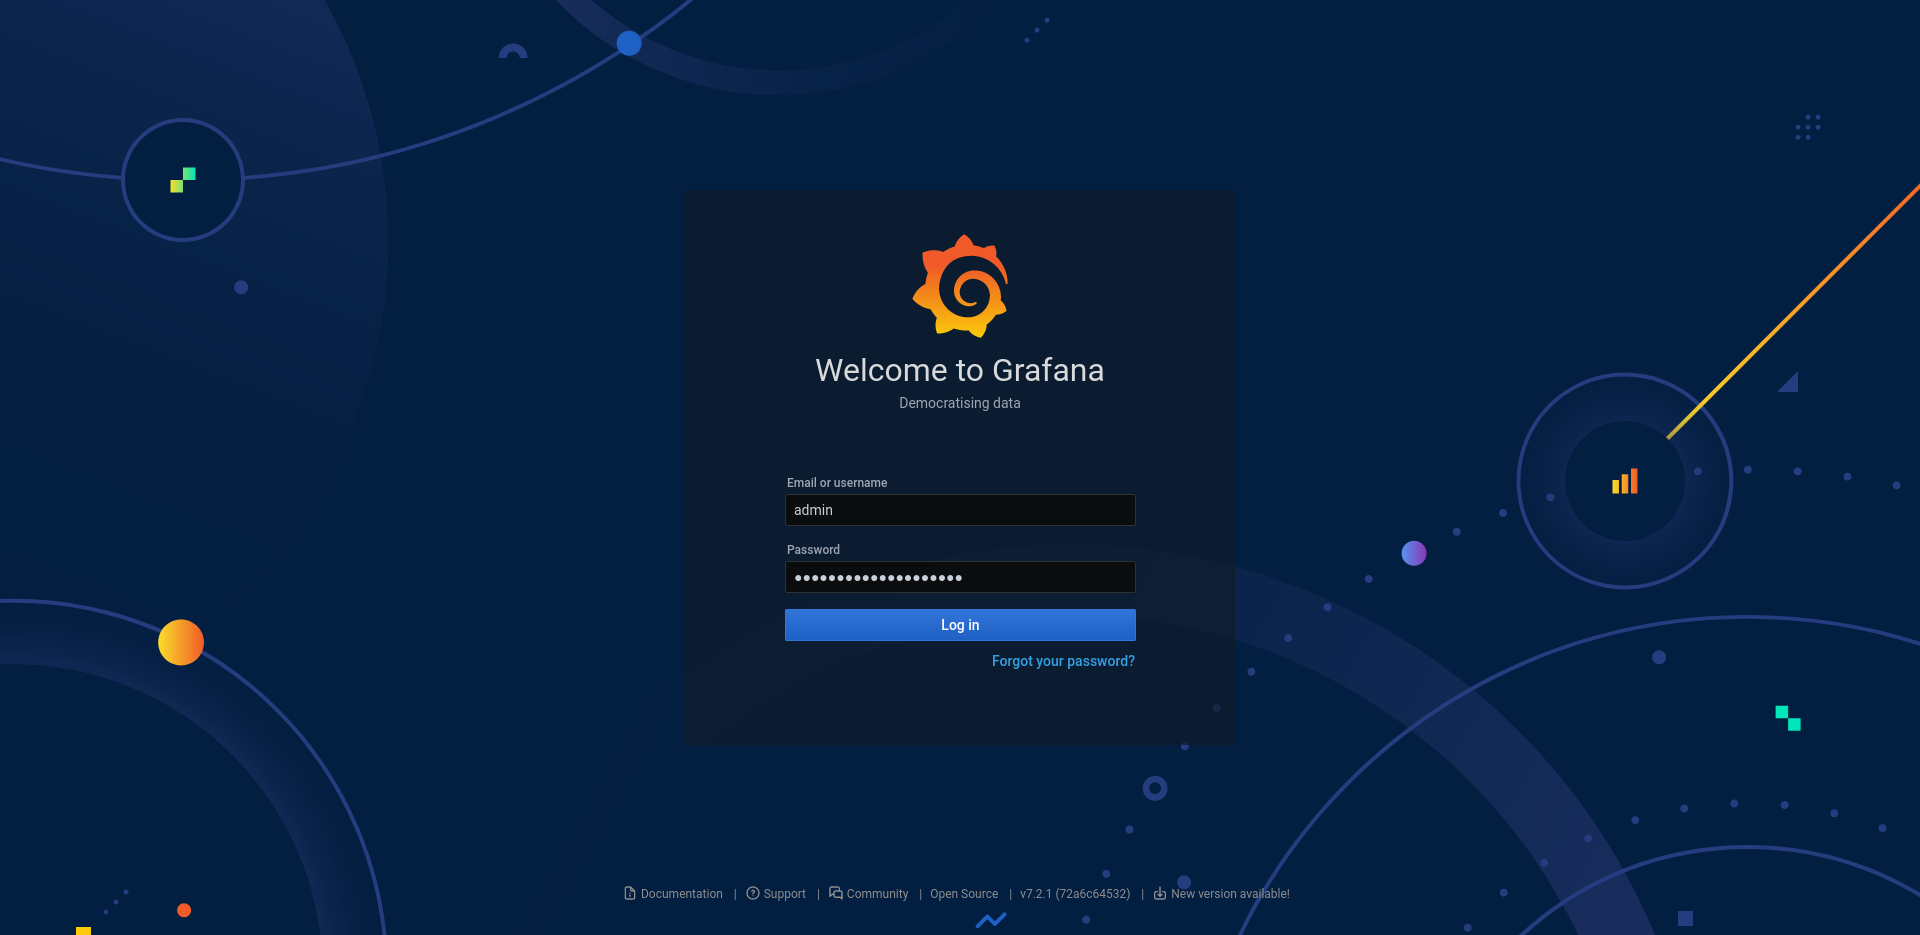 Welcome to Grafana
Democratising data
Email or username
admin
Password
●●●●●●●●●●●●●●●●●●●●
Log in
Forgot your password?
Documentation | Support | Community | Open Source | v7.2.1 (72a6c64532) | New version available!